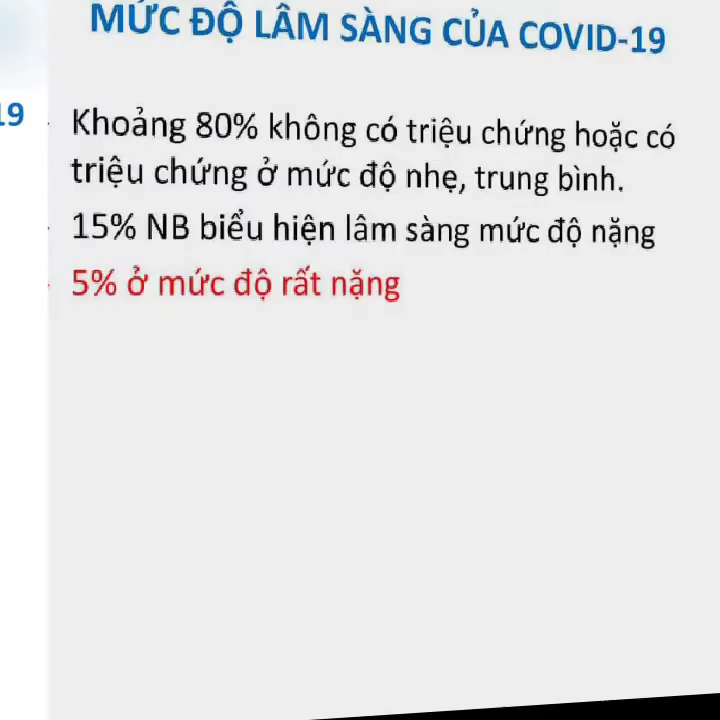 MỨC ĐỘ LÂM SÀNG CỦA COVID-19
19
Khoảng 80% không có triệu chứng hoặc có
triệu chứng ở mức độ nhẹ, trung bình.
15% NB biểu hiện lâm sàng mức độ nặng
5% ở mức độ rất nặng